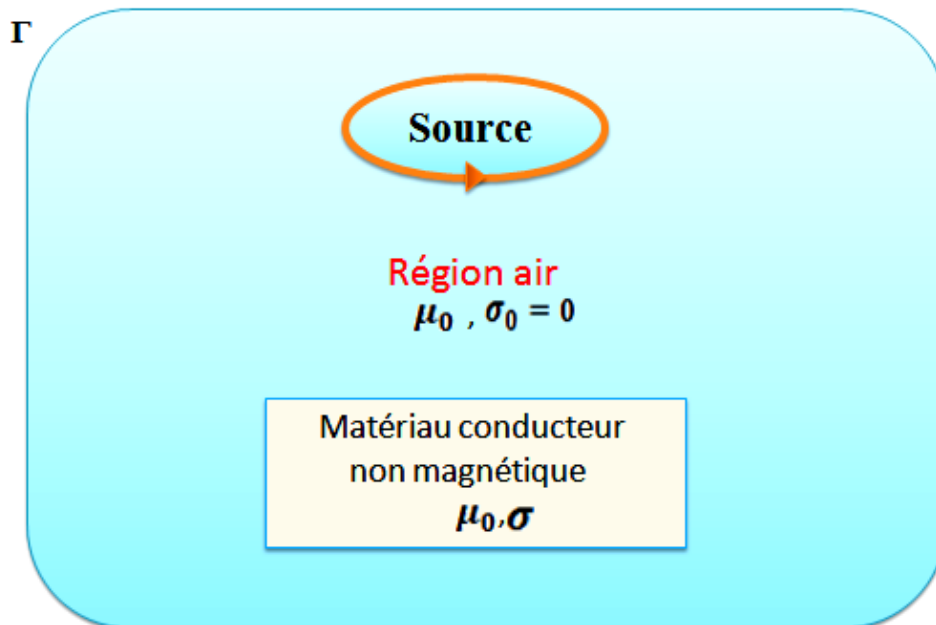 Γ
Source
Région air
μ₀ , σ₀ = 0
Matériau conducteur
non magnétique
μ₀,σ